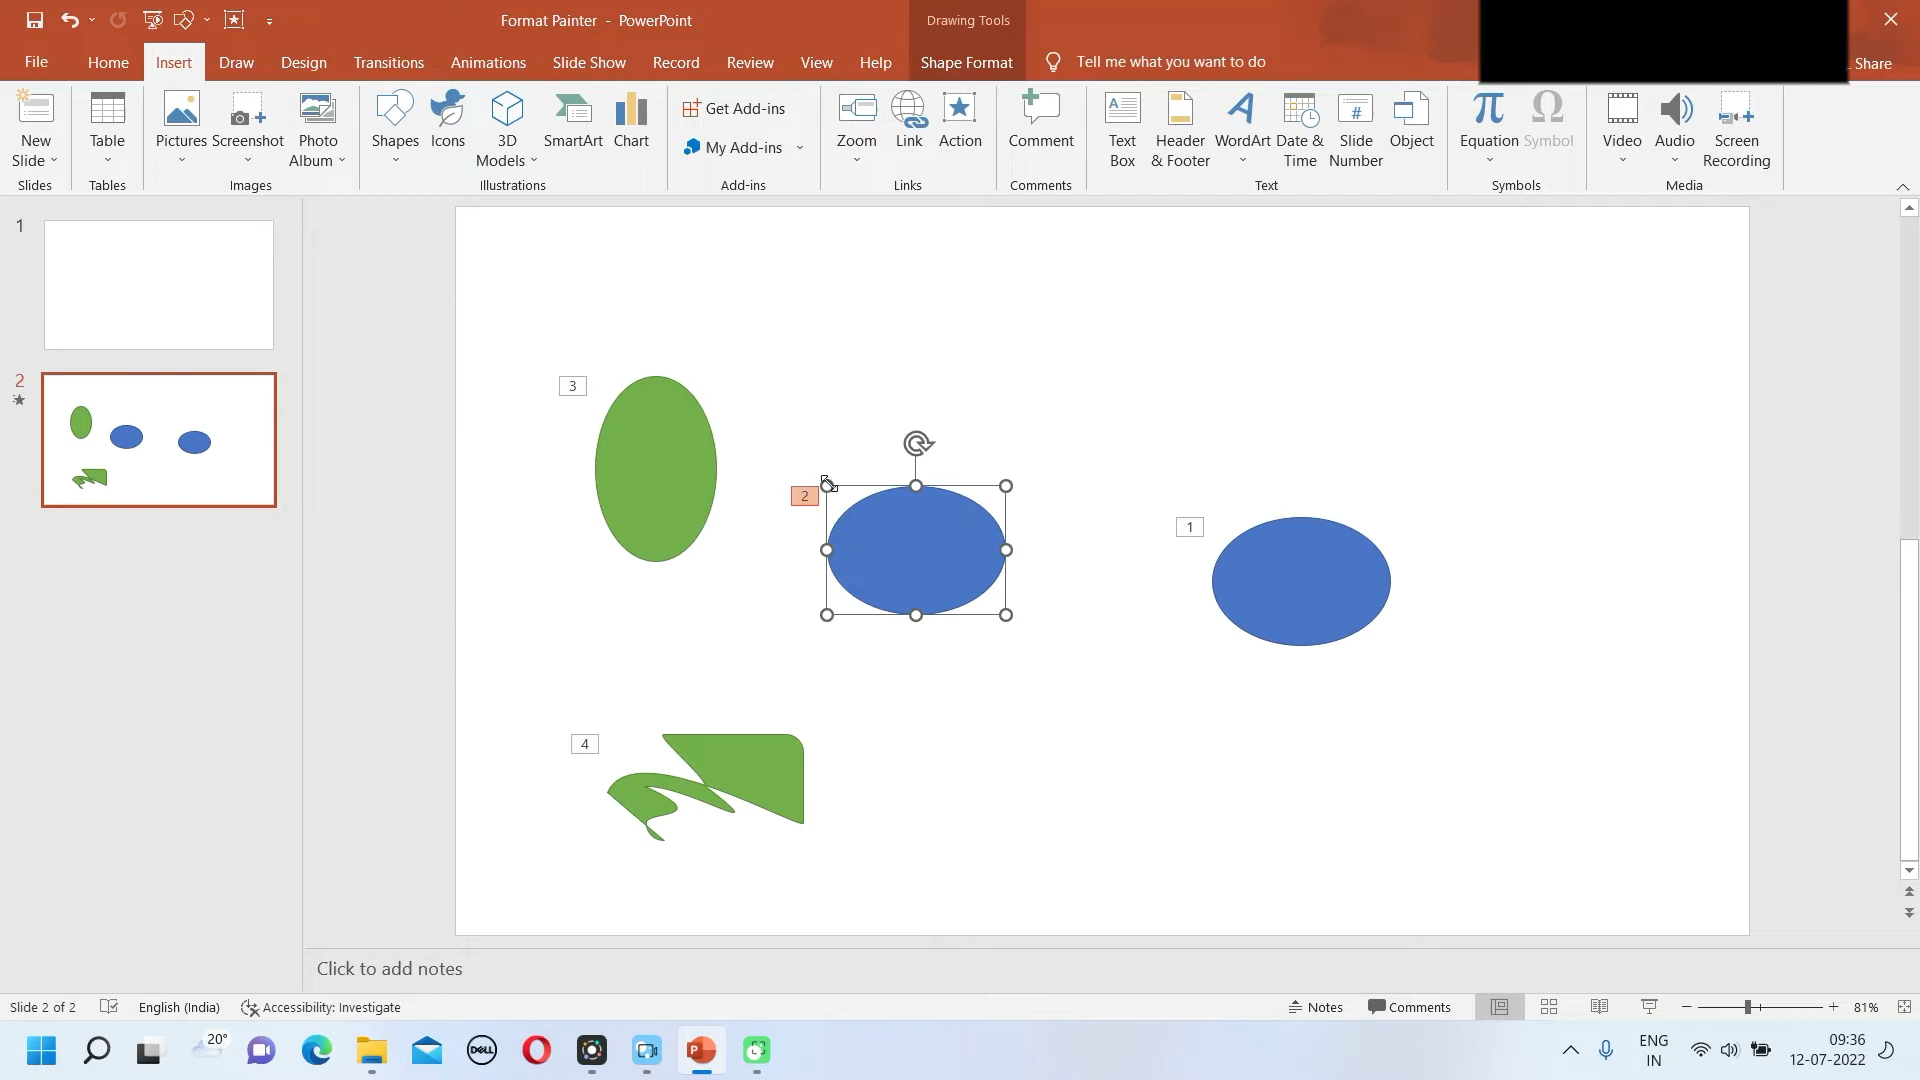 Format Painter - PowerPoint
Drawing Tools
File Home Insert Draw Design Transitions Animations Slide Show Record Review View Help Shape Format Tell me what you want to do Share
New Slide
Table
Pictures
Screenshot
Photo Album
Shapes
Icons
3D Models
SmartArt
Chart
Get Add-ins
My Add-ins
Zoom
Link
Action
Comment
Text Box
Header & Footer
WordArt
Date & Time
Slide Number
Object
Equation
Symbol
Video
Audio
Screen Recording
Slides Tables Images Illustrations Add-ins Links Comments Text Symbols Media
1
2
3
2
1
4
Click to add notes
Slide 2 of 2 English (India) Accessibility: Investigate Notes Comments 81%
20°
DELL
P
ENG
IN
09:36
12-07-2022